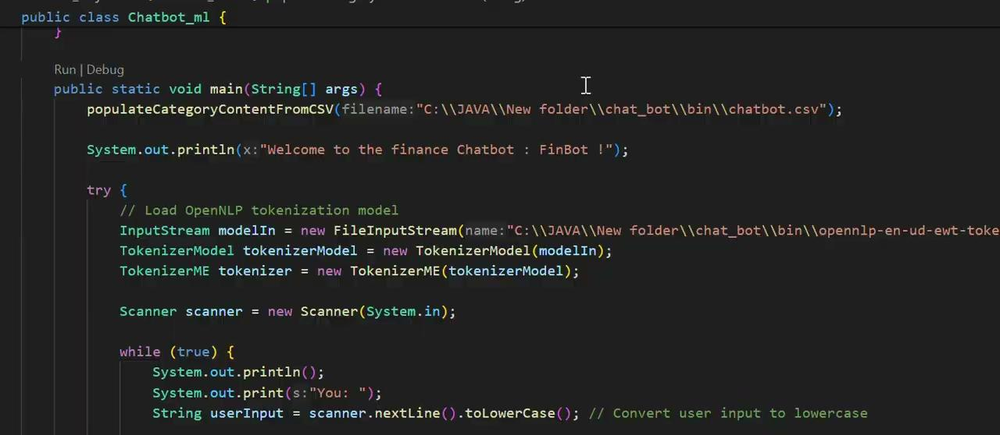 public class Chatbot_ml {
}
Run | Debug
public static void main(String[] args) {
populateCategoryContentFromCSV(filename:"C:\\JAVA\\New folder\\chat_bot\\bin\\chatbot.csv");
System.out.println(x:"Welcome to the finance Chatbot : FinBot !");
try {
// Load OpenNLP tokenization model
InputStream modelIn = new FileInputStream(name:"C:\\JAVA\\New folder\\chat_bot\\bin\\opennlp-en-ud-ewt-toke
TokenizerModel tokenizerModel = new TokenizerModel(modelIn);
TokenizerME tokenizer = new TokenizerME(tokenizerModel);
Scanner scanner = new Scanner(System.in);
while (true) {
System.out.println();
System.out.print(s:"You: ");
String userInput = scanner.nextLine().toLowerCase(); // Convert user input to lowercase